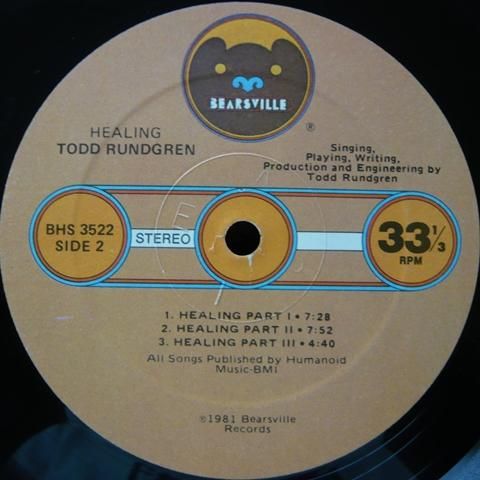 BEARSVILLE
®
HEALING
TODD RUNDGREN
Singing,
Playing, Writing,
Production and Engineering by
Todd Rundgren
BHS 3522
SIDE 2
STEREO
33 1/3
RPM
1. HEALING PART I • 7:28
2. HEALING PART II • 7:52
3. HEALING PART III • 4:40
All Songs Published by Humanoid
Music-BMI
℗1981 Bearsville
Records